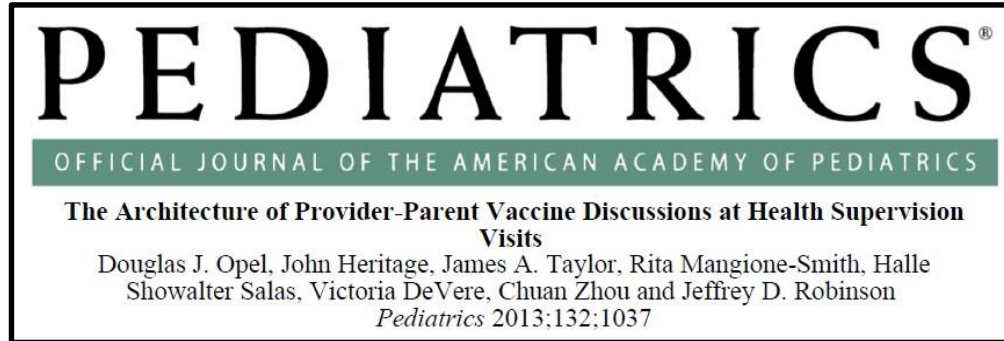 PEDIATRICS®
OFFICIAL JOURNAL OF THE AMERICAN ACADEMY OF PEDIATRICS
The Architecture of Provider-Parent Vaccine Discussions at Health Supervision
Visits
Douglas J. Opel, John Heritage, James A. Taylor, Rita Mangione-Smith, Halle
Showalter Salas, Victoria DeVere, Chuan Zhou and Jeffrey D. Robinson
Pediatrics 2013;132;1037